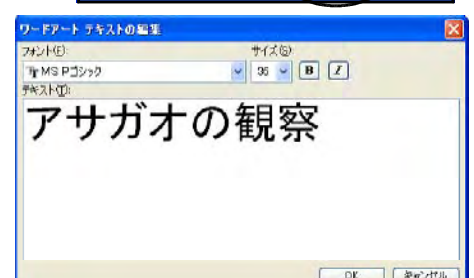 ワードアート テキストの編集
フォント(F): サイズ(S):
MS Pゴシック 36 B I
テキスト(T):
アサガオの観察
OK キャンセル